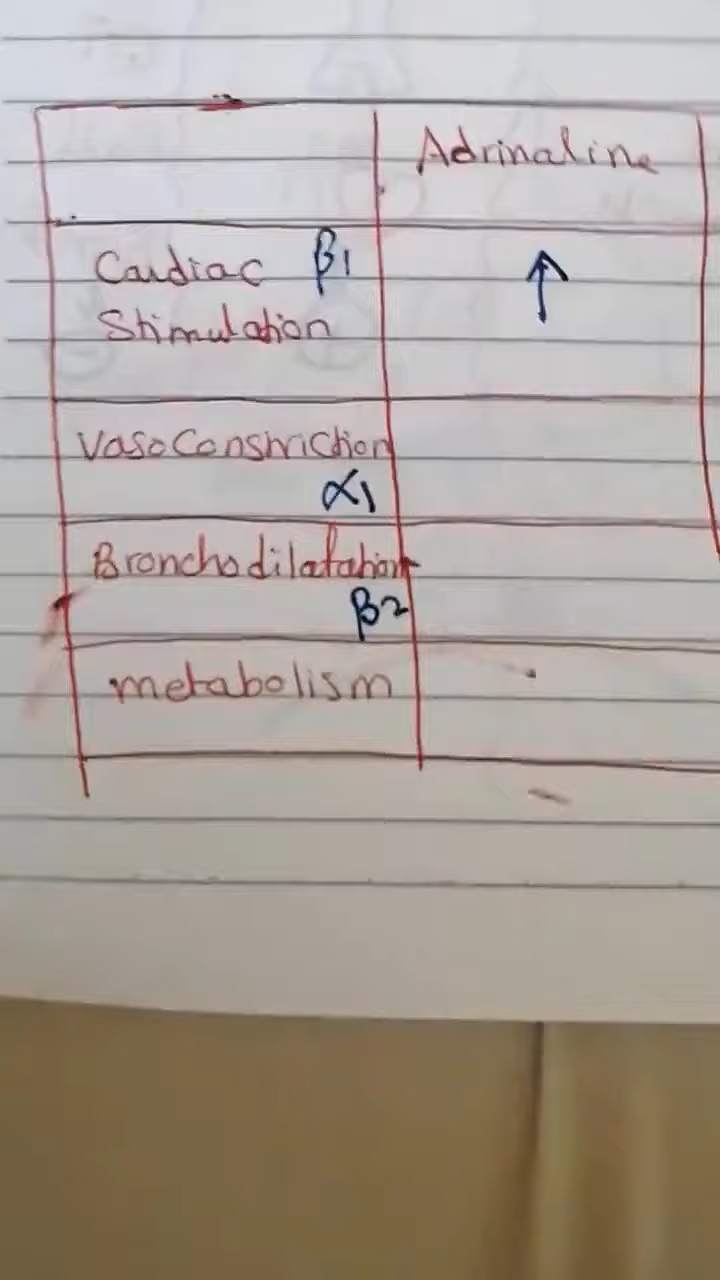 Adrinaline
Cardiac β1
Stimulation
↑
Vasoconstriction
α1
Bronchodilatation
β2
metabolism